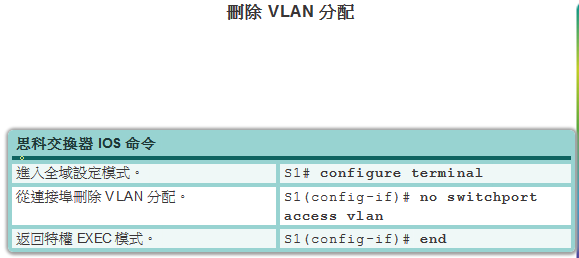 刪除 VLAN 分配
思科交換器 IOS 命令
進入全域設定模式。
S1# configure terminal
從連接埠刪除 VLAN 分配。
S1(config-if)# no switchport
access vlan
返回特權 EXEC 模式。
S1(config-if)# end